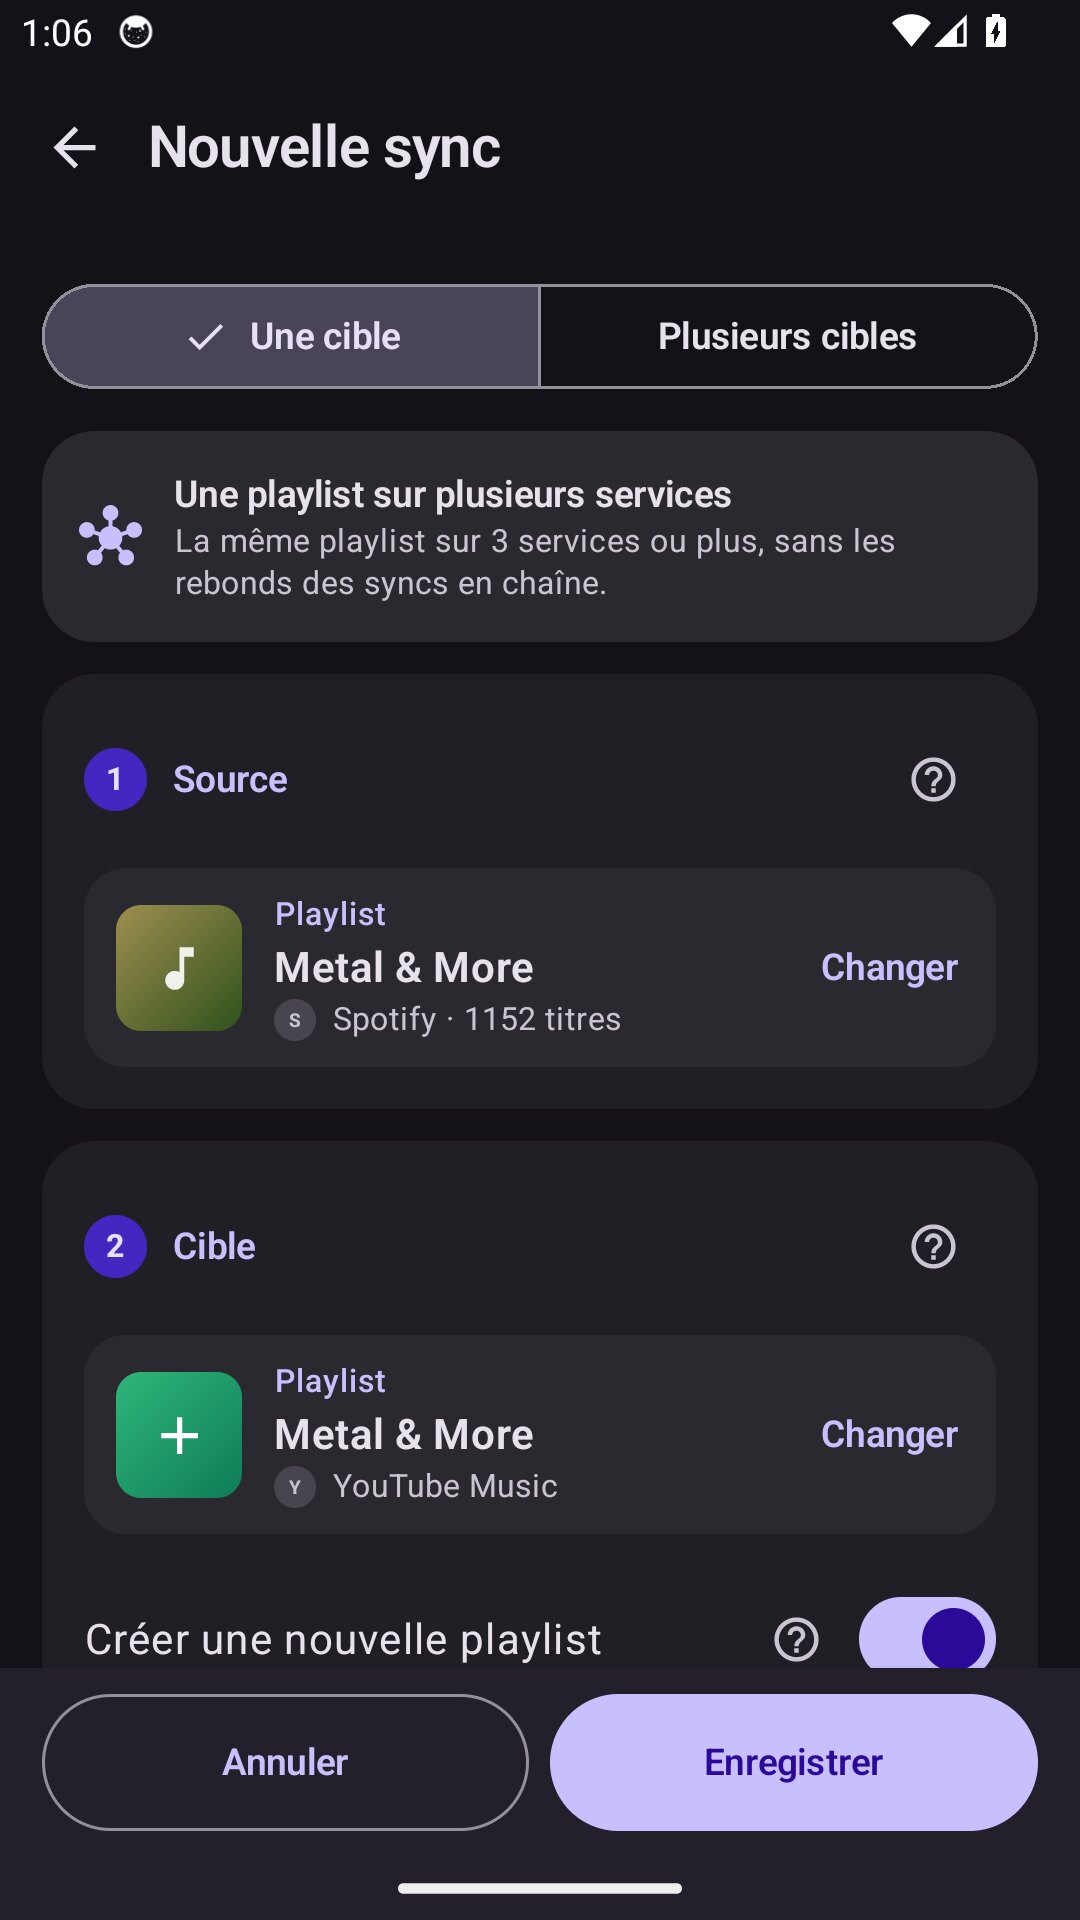 1:06
Nouvelle sync
Une cible
Plusieurs cibles
Une playlist sur plusieurs services
La même playlist sur 3 services ou plus, sans les
rebonds des syncs en chaîne.
1 Source
Playlist
Metal & More
Changer
S Spotify · 1152 titres
2 Cible
Playlist
Metal & More
Changer
Y YouTube Music
Créer une nouvelle playlist
Annuler
Enregistrer